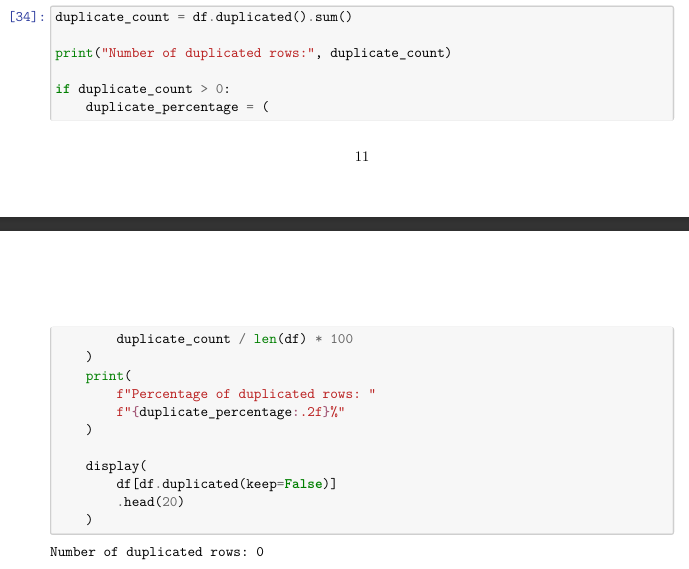 [34]: duplicate_count = df.duplicated().sum()
print("Number of duplicated rows:", duplicate_count)
if duplicate_count > 0:
    duplicate_percentage = (
11
        duplicate_count / len(df) * 100
    )
    print(
        f"Percentage of duplicated rows: "
        f"{duplicate_percentage:.2f}%"
    )
    display(
        df[df.duplicated(keep=False)]
        .head(20)
    )
Number of duplicated rows: 0